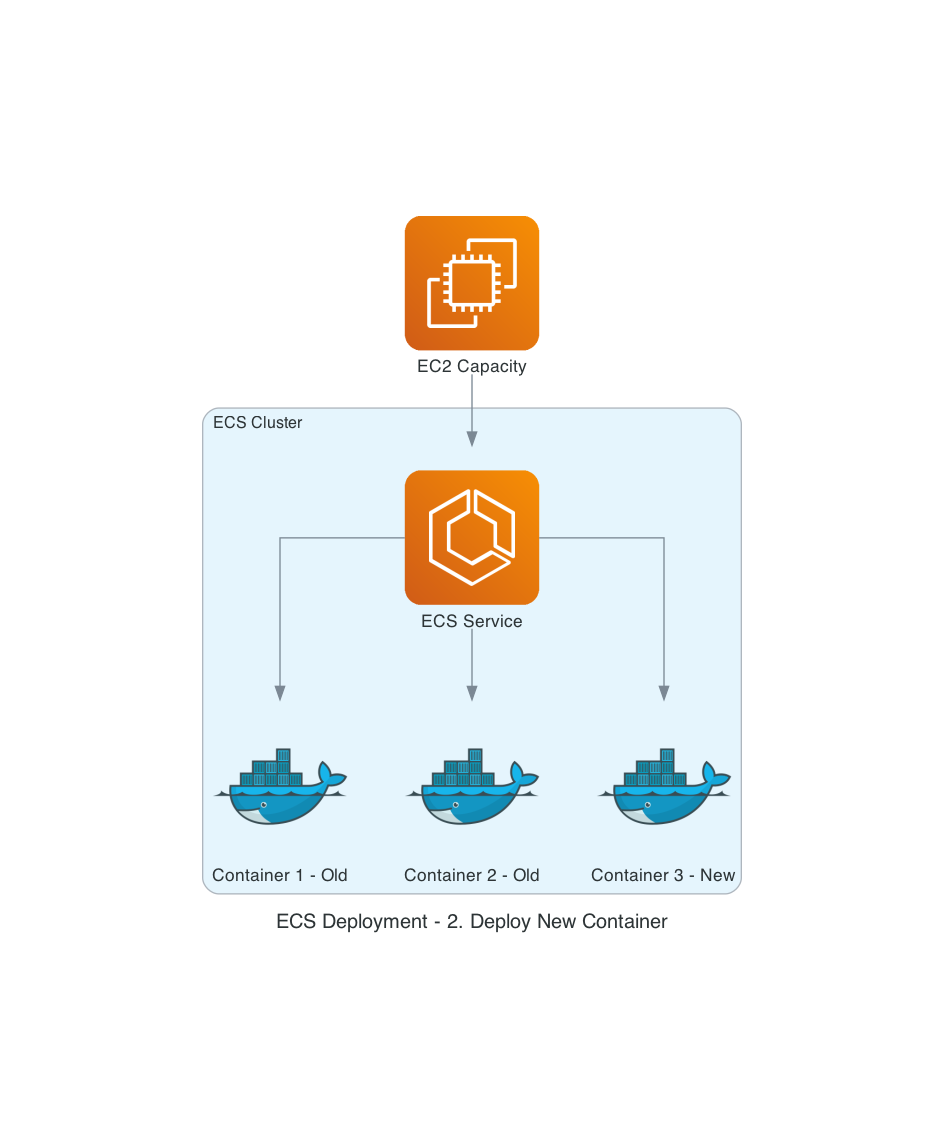 EC2 Capacity
ECS Cluster
ECS Service
Container 1 - Old
Container 2 - Old
Container 3 - New
ECS Deployment - 2. Deploy New Container